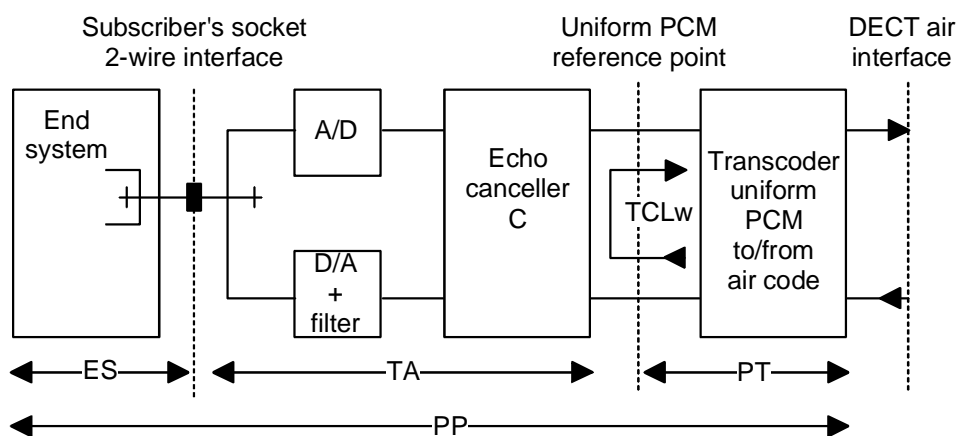 Subscriber's socket
2-wire interface
Uniform PCM
reference point
DECT air
interface
End
system
A/D
D/A
+
filter
Echo
canceller
C
TCLw
Transcoder
uniform
PCM
to/from
air code
ES
TA
PT
PP